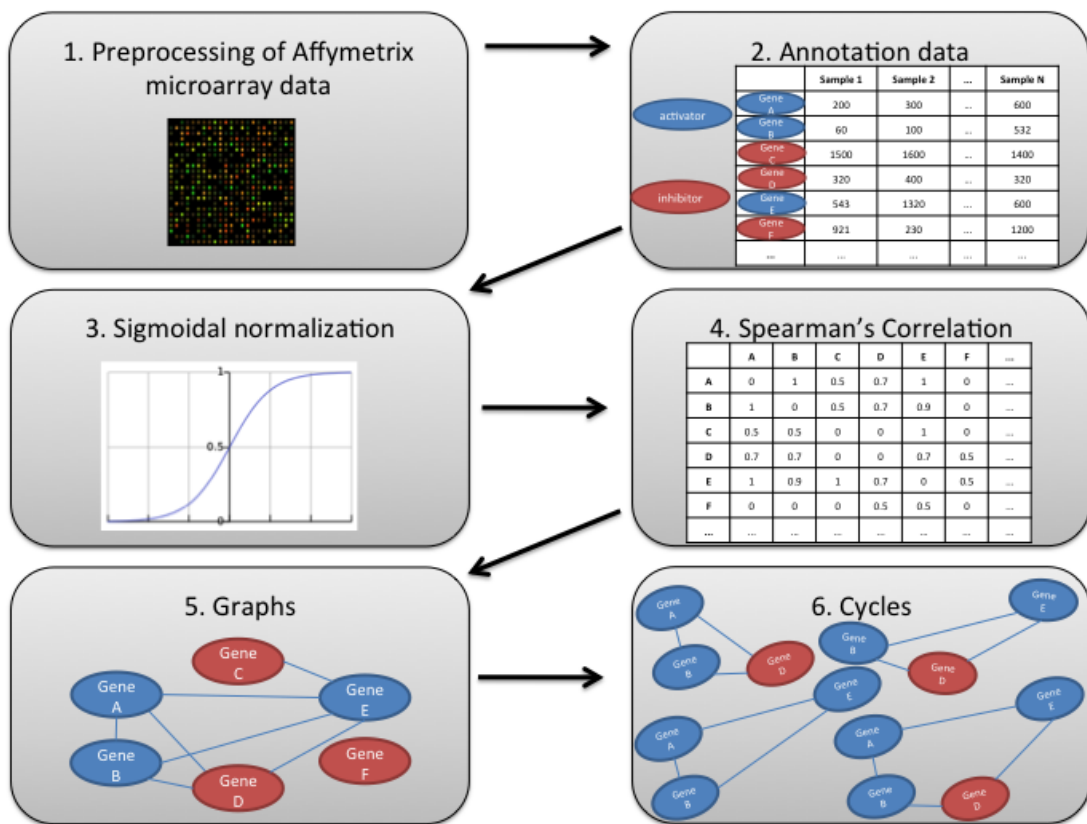 1. Preprocessing of Affymetrix
microarray data
2. Annotation data
activator
inhibitor
Sample 1 Sample 2 ... Sample N
Gene A 200 300 ... 600
Gene B 60 100 ... 532
Gene C 1500 1600 ... 1400
Gene D 320 400 ... 320
Gene E 543 1320 ... 600
Gene F 921 230 ... 1200
... ... ... ... ...
3. Sigmoidal normalization
1
0.5
0
4. Spearman’s Correlation
A B C D E F ...
A 0 1 0.5 0.7 1 0 ...
B 1 0 0.5 0.7 0.9 0 ...
C 0.5 0.5 0 0 1 0 ...
D 0.7 0.7 0 0 0.7 0.5 ...
E 1 0.9 1 0.7 0 0.5 ...
F 0 0 0 0.5 0.5 0 ...
... ... ... ... ... ... ... ...
5. Graphs
Gene
C
Gene
A
Gene
E
Gene
B
Gene
F
Gene
D
6. Cycles
Gene
A
Gene
B
Gene
D
Gene
E
Gene
B
Gene
D
Gene
E
Gene
A
Gene
B
Gene
E
Gene
A
Gene
B
Gene
D